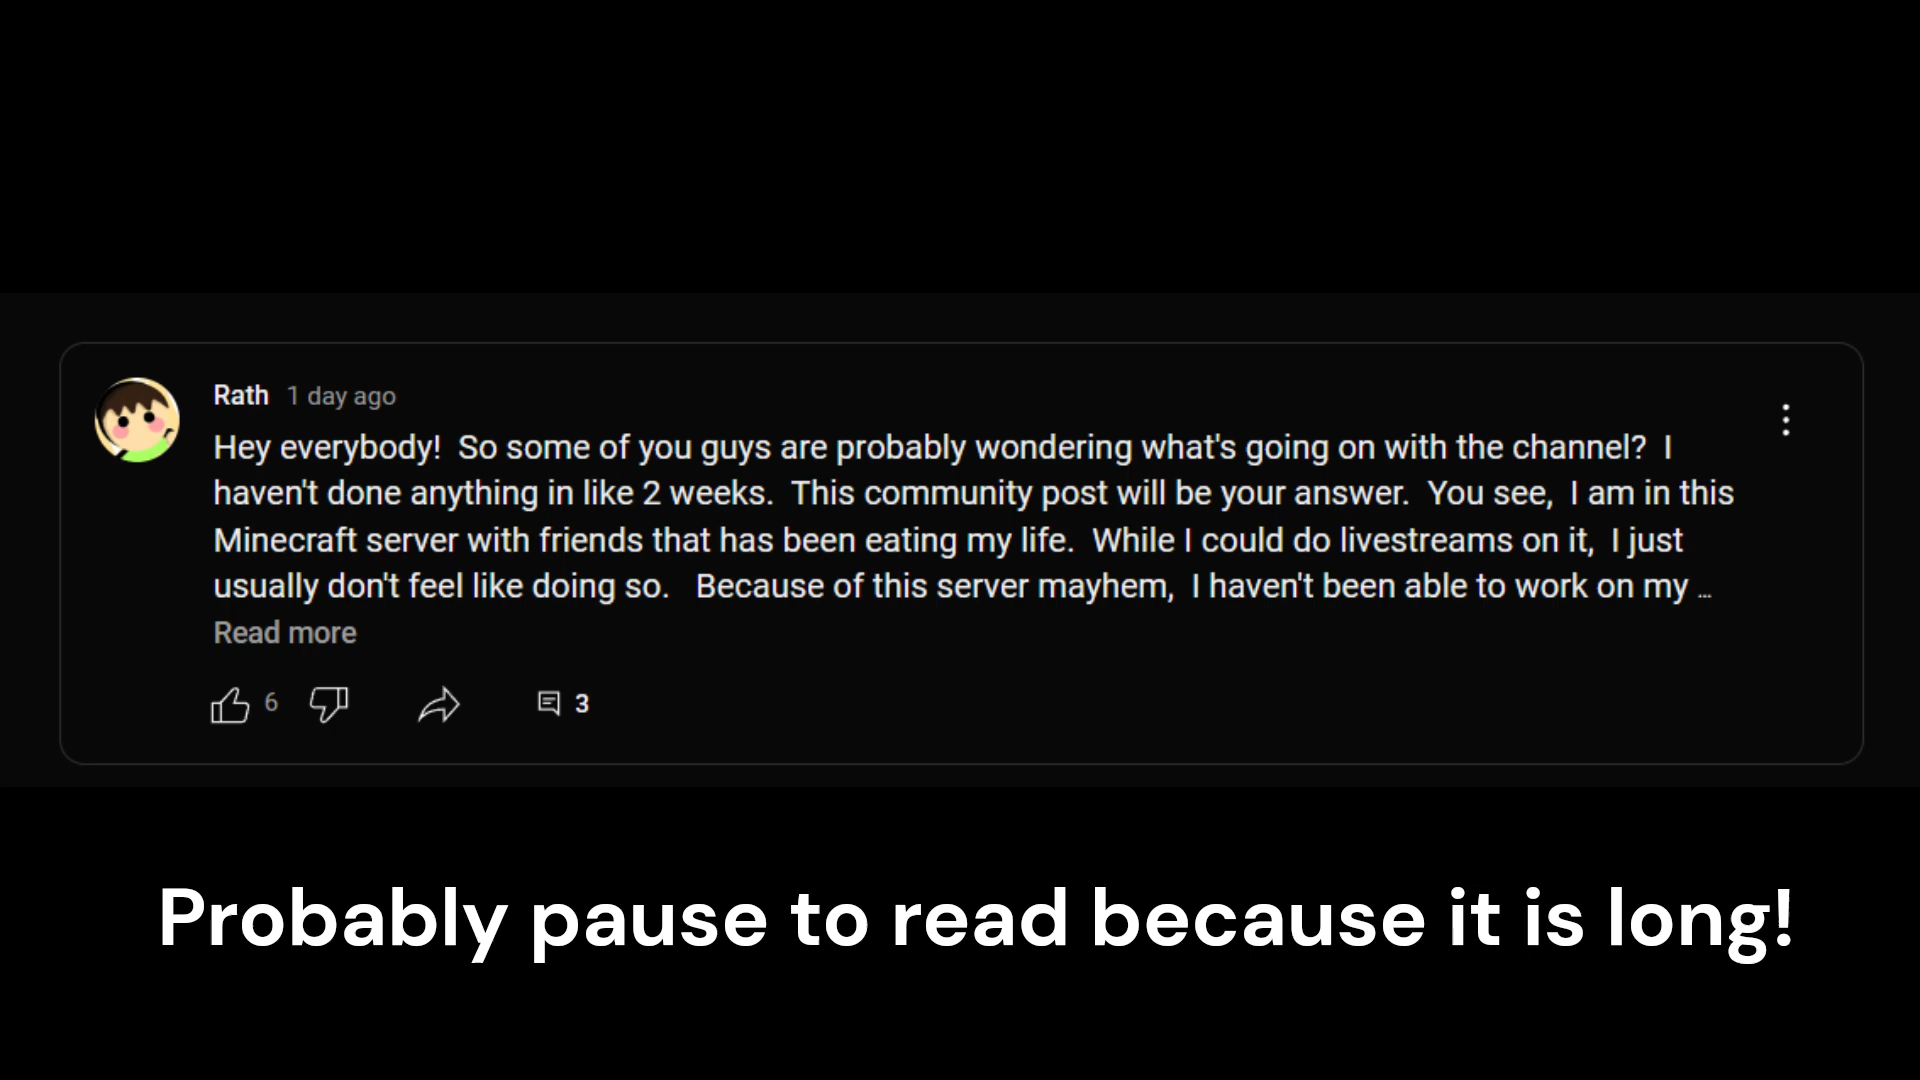 Rath 1 day ago
Hey everybody!  So some of you guys are probably wondering what's going on with the channel?  I
haven't done anything in like 2 weeks.  This community post will be your answer.  You see,  I am in this
Minecraft server with friends that has been eating my life.  While I could do livestreams on it,  I just
usually don't feel like doing so.   Because of this server mayhem,  I haven't been able to work on my ...
Read more
6 3
Probably pause to read because it is long!